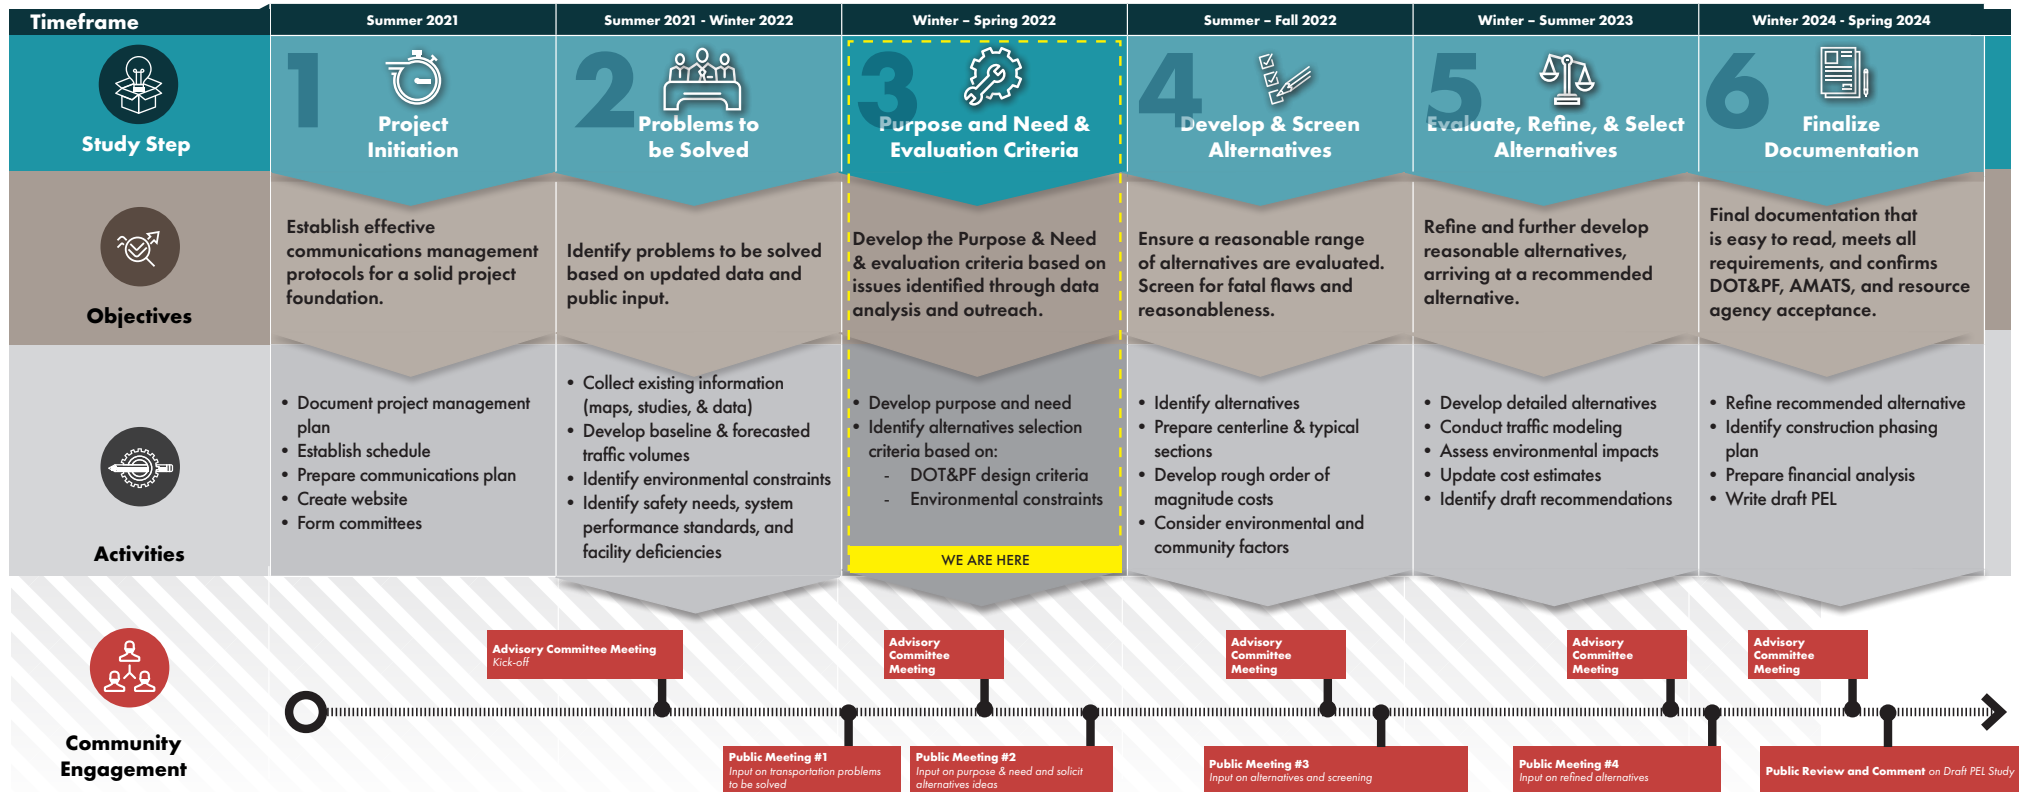 Timeframe
Summer 2021
Summer 2021 - Winter 2022
Winter – Spring 2022
Summer – Fall 2022
Winter – Summer 2023
Winter 2024 - Spring 2024
Study Step
1
Project
Initiation
2
Problems to
be Solved
3
Purpose and Need &
Evaluation Criteria
4
Develop & Screen
Alternatives
5
Evaluate, Refine, & Select
Alternatives
6
Finalize
Documentation
Objectives
Establish effective
communications management
protocols for a solid project
foundation.
Identify problems to be solved
based on updated data and
public input.
Develop the Purpose & Need
& evaluation criteria based on
issues identified through data
analysis and outreach.
Ensure a reasonable range
of alternatives are evaluated.
Screen for fatal flaws and
reasonableness.
Refine and further develop
reasonable alternatives,
arriving at a recommended
alternative.
Final documentation that
is easy to read, meets all
requirements, and confirms
DOT&PF, AMATS, and resource
agency acceptance.
Activities
• Document project management
plan
• Establish schedule
• Prepare communications plan
• Create website
• Form committees
• Collect existing information
(maps, studies, & data)
• Develop baseline & forecasted
traffic volumes
• Identify environmental constraints
• Identify safety needs, system
performance standards, and
facility deficiencies
• Develop purpose and need
• Identify alternatives selection
criteria based on:
- DOT&PF design criteria
- Environmental constraints
WE ARE HERE
• Identify alternatives
• Prepare centerline & typical
sections
• Develop rough order of
magnitude costs
• Consider environmental and
community factors
• Develop detailed alternatives
• Conduct traffic modeling
• Assess environmental impacts
• Update cost estimates
• Identify draft recommendations
• Refine recommended alternative
• Identify construction phasing
plan
• Prepare financial analysis
• Write draft PEL
Community
Engagement
Advisory Committee Meeting
Kick-off
Advisory
Committee
Meeting
Advisory
Committee
Meeting
Advisory
Committee
Meeting
Advisory
Committee
Meeting
Public Meeting #1
Input on transportation problems
to be solved
Public Meeting #2
Input on purpose & need and solicit
alternatives ideas
Public Meeting #3
Input on alternatives and screening
Public Meeting #4
Input on refined alternatives
Public Review and Comment on Draft PEL Study